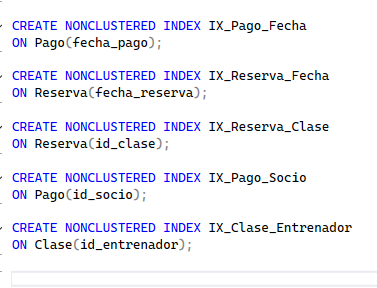 CREATE NONCLUSTERED INDEX IX_Pago_Fecha
ON Pago(fecha_pago);
CREATE NONCLUSTERED INDEX IX_Reserva_Fecha
ON Reserva(fecha_reserva);
CREATE NONCLUSTERED INDEX IX_Reserva_Clase
ON Reserva(id_clase);
CREATE NONCLUSTERED INDEX IX_Pago_Socio
ON Pago(id_socio);
CREATE NONCLUSTERED INDEX IX_Clase_Entrenador
ON Clase(id_entrenador);